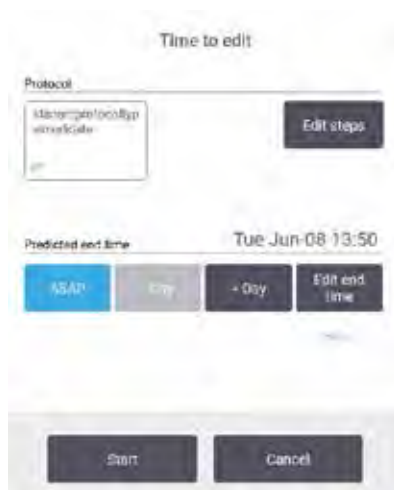 Time to edit
Protocol
Edit steps
Predicted end time
Tue Jun-08 13:50
ASAP
Day
+ Day
Edit end
time
Start
Cancel